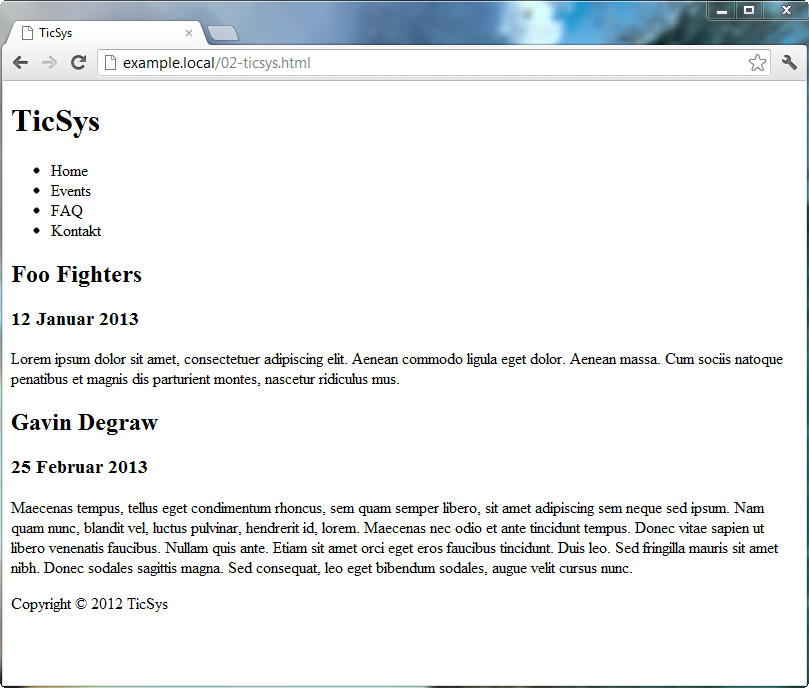 TicSys
example.local/02-ticsys.html
TicSys
Home
Events
FAQ
Kontakt
Foo Fighters
12 Januar 2013
Lorem ipsum dolor sit amet, consectetuer adipiscing elit. Aenean commodo ligula eget dolor. Aenean massa. Cum sociis natoque
penatibus et magnis dis parturient montes, nascetur ridiculus mus.
Gavin Degraw
25 Februar 2013
Maecenas tempus, tellus eget condimentum rhoncus, sem quam semper libero, sit amet adipiscing sem neque sed ipsum. Nam
quam nunc, blandit vel, luctus pulvinar, hendrerit id, lorem. Maecenas nec odio et ante tincidunt tempus. Donec vitae sapien ut
libero venenatis faucibus. Nullam quis ante. Etiam sit amet orci eget eros faucibus tincidunt. Duis leo. Sed fringilla mauris sit amet
nibh. Donec sodales sagittis magna. Sed consequat, leo eget bibendum sodales, augue velit cursus nunc.
Copyright © 2012 TicSys